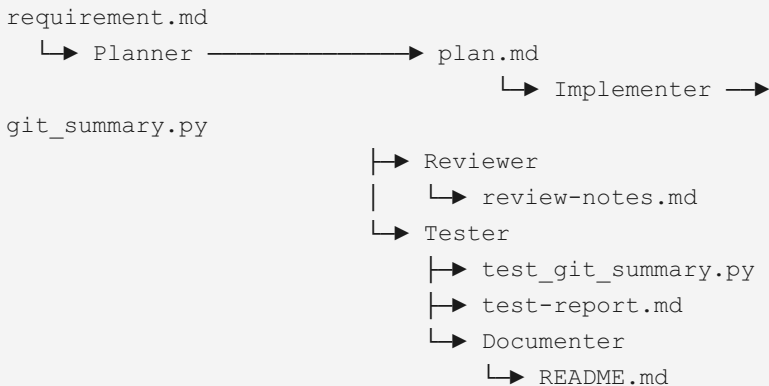 requirement.md
└─► Planner ──────────────► plan.md
                                 └─► Implementer ──►
git_summary.py
                        ├─► Reviewer
                        │   └─► review-notes.md
                        └─► Tester
                            ├─► test_git_summary.py
                            ├─► test-report.md
                            └─► Documenter
                                └─► README.md